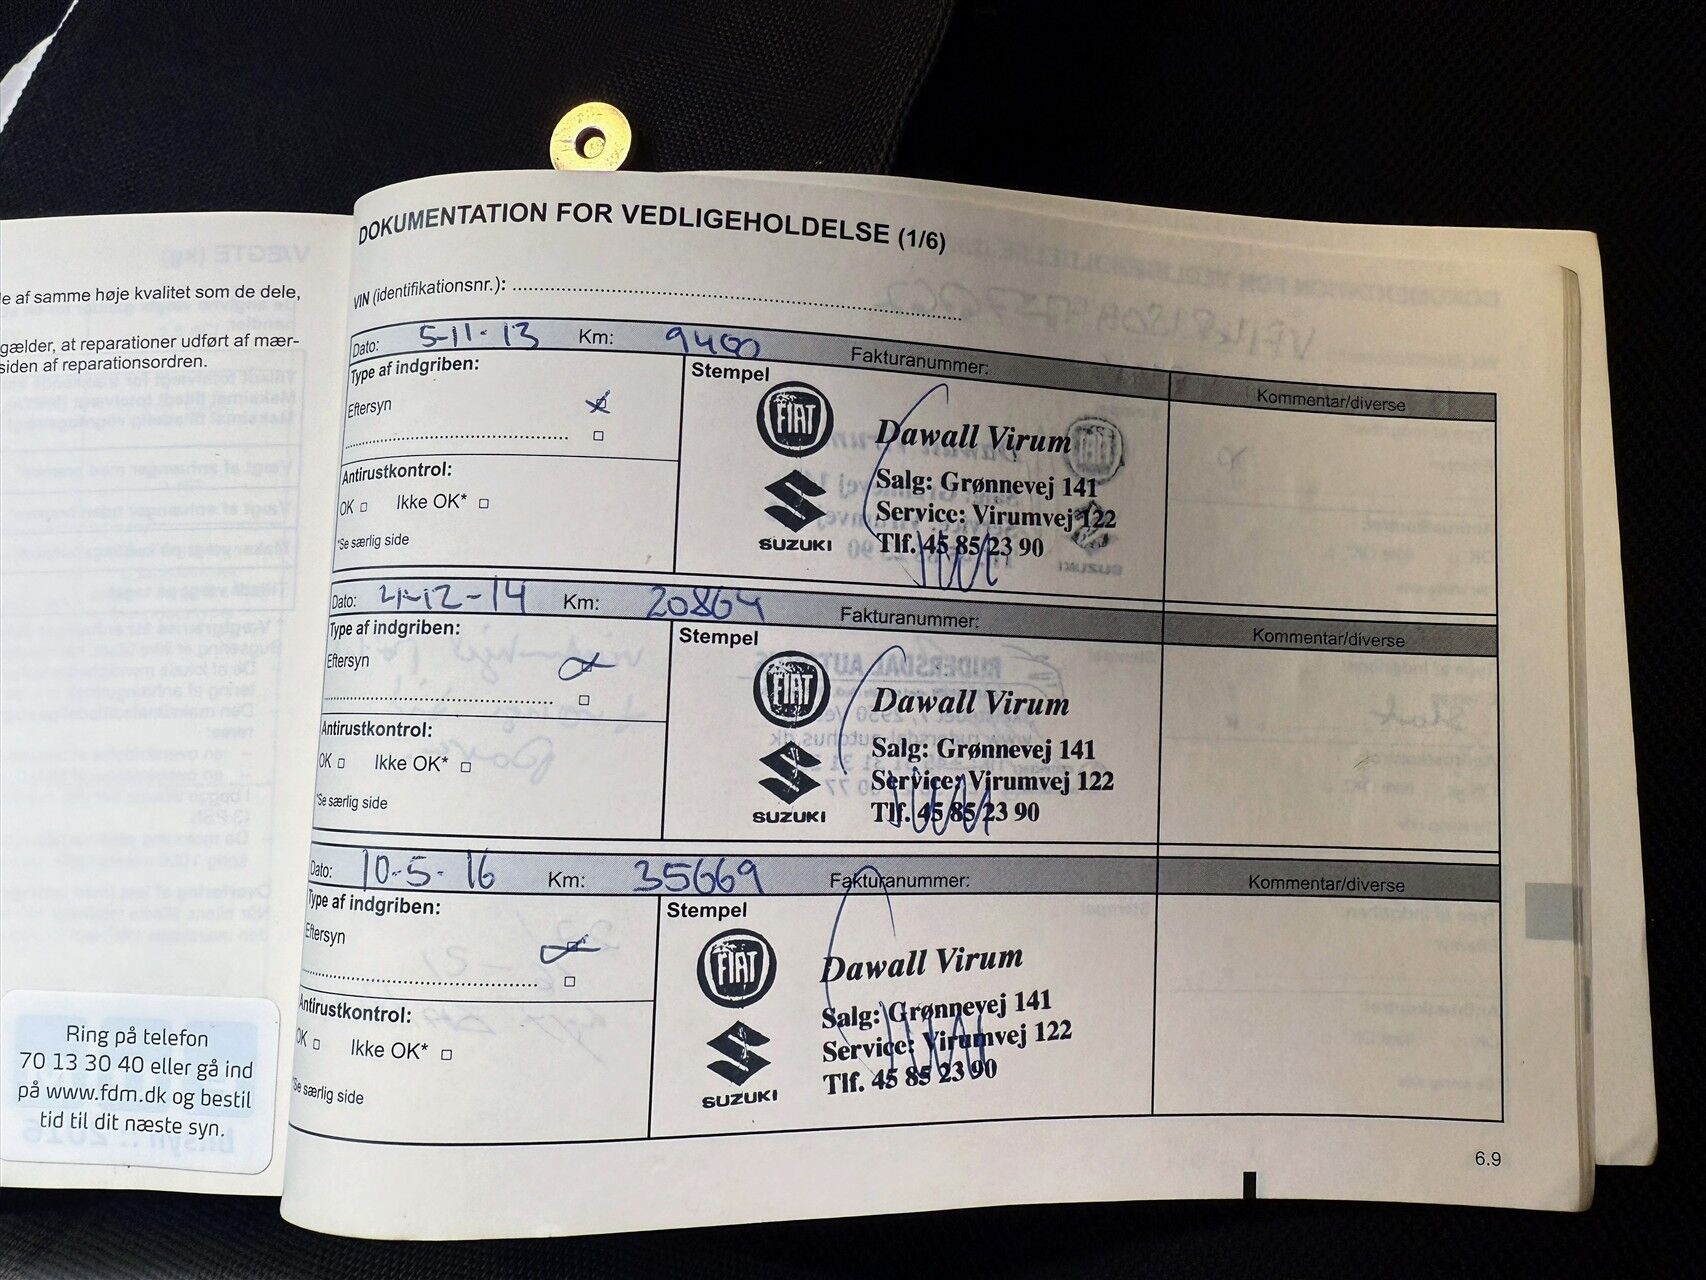 e af samme høje kvalitet som de dele,
gælder, at reparationer udført af mær-
siden af reparationsordren.
Ring på telefon
70 13 30 40 eller gå ind
på www.fdm.dk og bestil
tid til dit næste syn.
DOKUMENTATION FOR VEDLIGEHOLDELSE (1/6)
VIN (identifikationsnr.):
Dato: 5-11-13 Km: 9400 Fakturanummer:
Kommentar/diverse
Type af indgriben:
Eftersyn
Antirustkontrol:
OK □ Ikke OK* □
*Se særlig side
Stempel
FIAT
SUZUKI
Dawall Virum
Salg: Grønnevej 141
Service: Virumvej 122
Tlf. 45 85 23 90
Dato: 4-12-14 Km: 20864 Fakturanummer:
Kommentar/diverse
Type af indgriben:
Eftersyn
Antirustkontrol:
OK □ Ikke OK* □
*Se særlig side
Stempel
FIAT
SUZUKI
Dawall Virum
Salg: Grønnevej 141
Service: Virumvej 122
Tlf. 45 85 23 90
Dato: 10-5-16 Km: 35669 Fakturanummer:
Kommentar/diverse
Type af indgriben:
Eftersyn
Antirustkontrol:
OK □ Ikke OK* □
*Se særlig side
Stempel
FIAT
SUZUKI
Dawall Virum
Salg: Grønnevej 141
Service: Virumvej 122
Tlf. 45 85 23 90
6.9